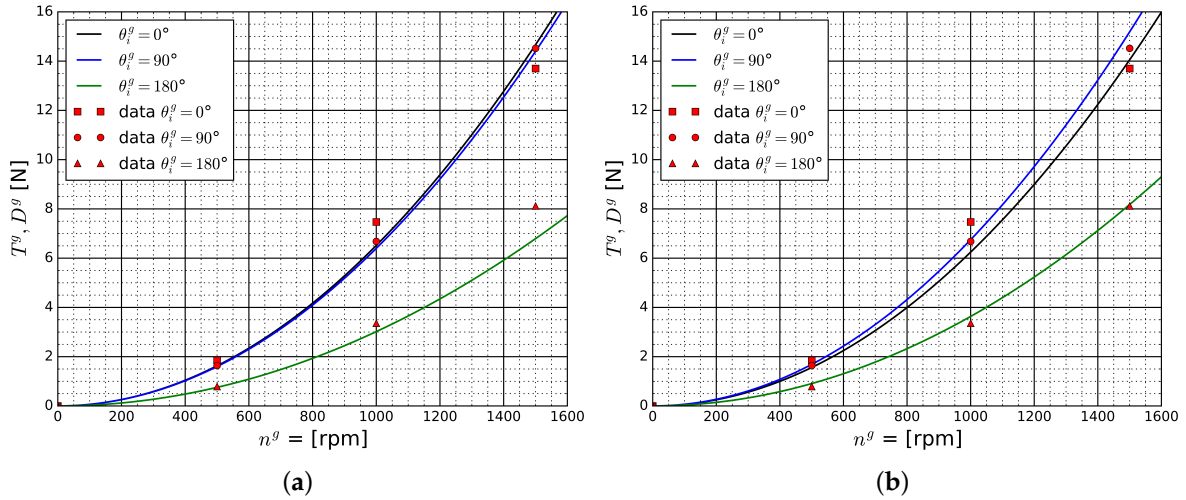 16
14
12
10
8
6
4
2
0
T^g, D^g [N]
θ_i^g = 0°
θ_i^g = 90°
θ_i^g = 180°
data θ_i^g = 0°
data θ_i^g = 90°
data θ_i^g = 180°
0 200 400 600 800 1000 1200 1400 1600
n^g = [rpm]
(a)
16
14
12
10
8
6
4
2
0
T^g, D^g [N]
θ_i^g = 0°
θ_i^g = 90°
θ_i^g = 180°
data θ_i^g = 0°
data θ_i^g = 90°
data θ_i^g = 180°
0 200 400 600 800 1000 1200 1400 1600
n^g = [rpm]
(b)